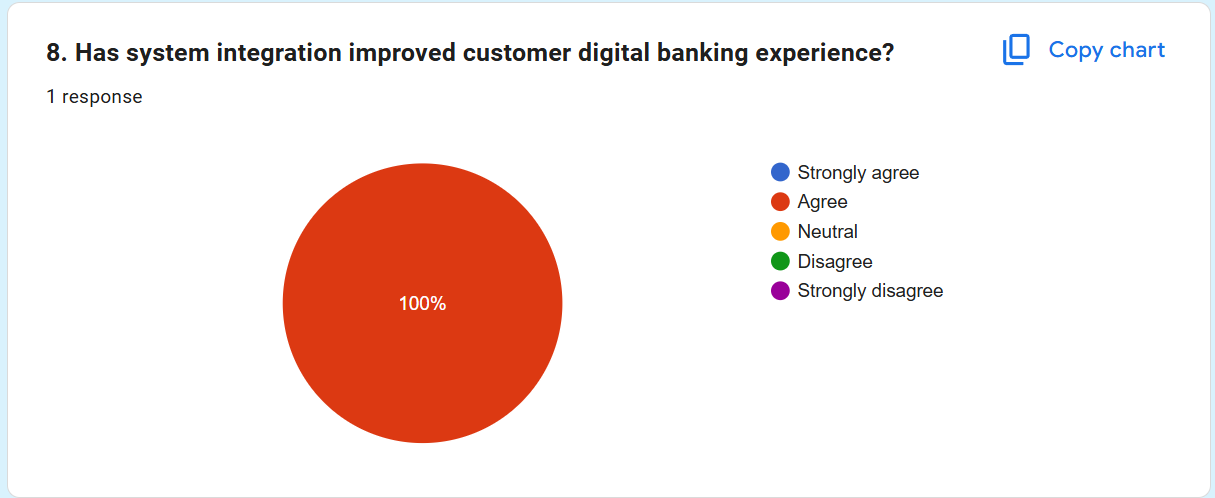 8. Has system integration improved customer digital banking experience?
Copy chart
1 response
100%
Strongly agree
Agree
Neutral
Disagree
Strongly disagree